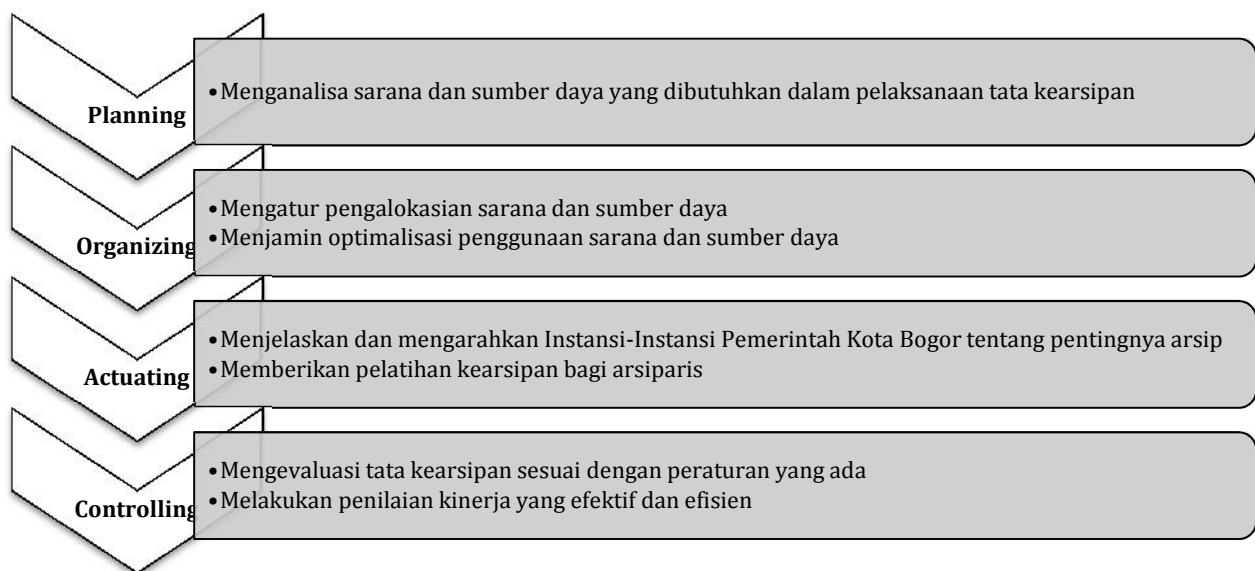 Planning
•Menganalisa sarana dan sumber daya yang dibutuhkan dalam pelaksanaan tata kearsipan
Organizing
•Mengatur pengalokasian sarana dan sumber daya
•Menjamin optimalisasi penggunaan sarana dan sumber daya
Actuating
•Menjelaskan dan mengarahkan Instansi-Instansi Pemerintah Kota Bogor tentang pentingnya arsip
•Memberikan pelatihan kearsipan bagi arsiparis
Controlling
•Mengevaluasi tata kearsipan sesuai dengan peraturan yang ada
•Melakukan penilaian kinerja yang efektif dan efisien